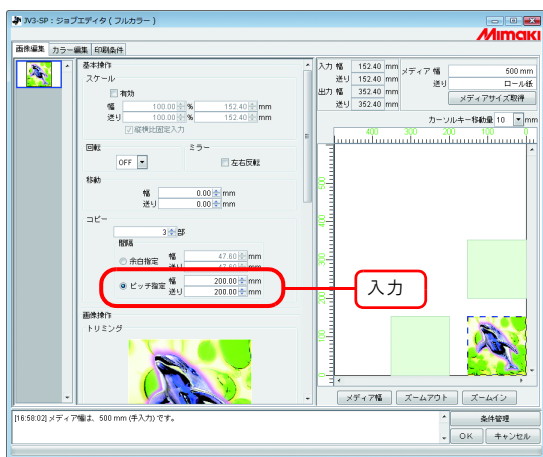 JV3-SP：ジョブエディタ ( フルカラー )
Mimaki
画像編集 カラー編集 印刷条件
基本操作
スケール
有効
幅 100.00 % 152.40 mm
送り 100.00 % 152.40 mm
縦横比固定入力
回転 ミラー
OFF 左右反転
移動
幅 0.00 mm
送り 0.00 mm
コピー
3 部
間隔
余白指定 幅 47.60 mm
送り 47.60 mm
ピッチ指定 幅 200.00 mm
送り 200.00 mm
画像操作
トリミング
入力 幅 152.40 mm
送り 152.40 mm
出力 幅 352.40 mm
送り 352.40 mm
メディア 幅 500 mm
送り ロール紙
メディアサイズ取得
カーソルキー移動量 10 mm
400 300 200 100 0
入力
メディア幅 ズームアウト ズームイン
[16:58:02] メディア幅は、500 mm (手入力) です。
条件管理
OK キャンセル